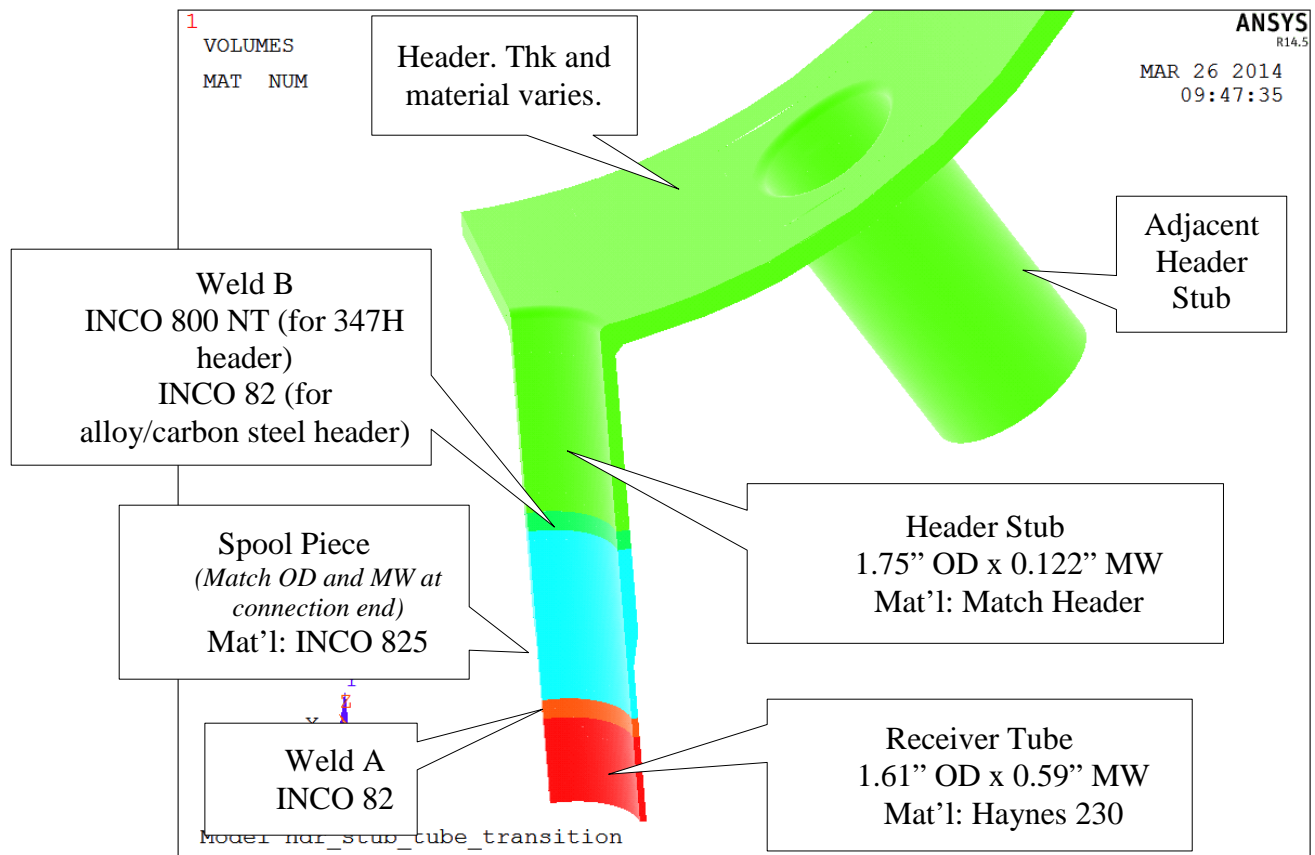 1
VOLUMES
MAT NUM
ANSYS
R14.5
MAR 26 2014
09:47:35
Header. Thk and
material varies.
Adjacent
Header
Stub
Weld B
INCO 800 NT (for 347H
header)
INCO 82 (for
alloy/carbon steel header)
Header Stub
1.75” OD x 0.122” MW
Mat’l: Match Header
Spool Piece
(Match OD and MW at
connection end)
Mat’l: INCO 825
Weld A
INCO 82
Receiver Tube
1.61” OD x 0.59” MW
Mat’l: Haynes 230
Model hdr_stub_tube_transition